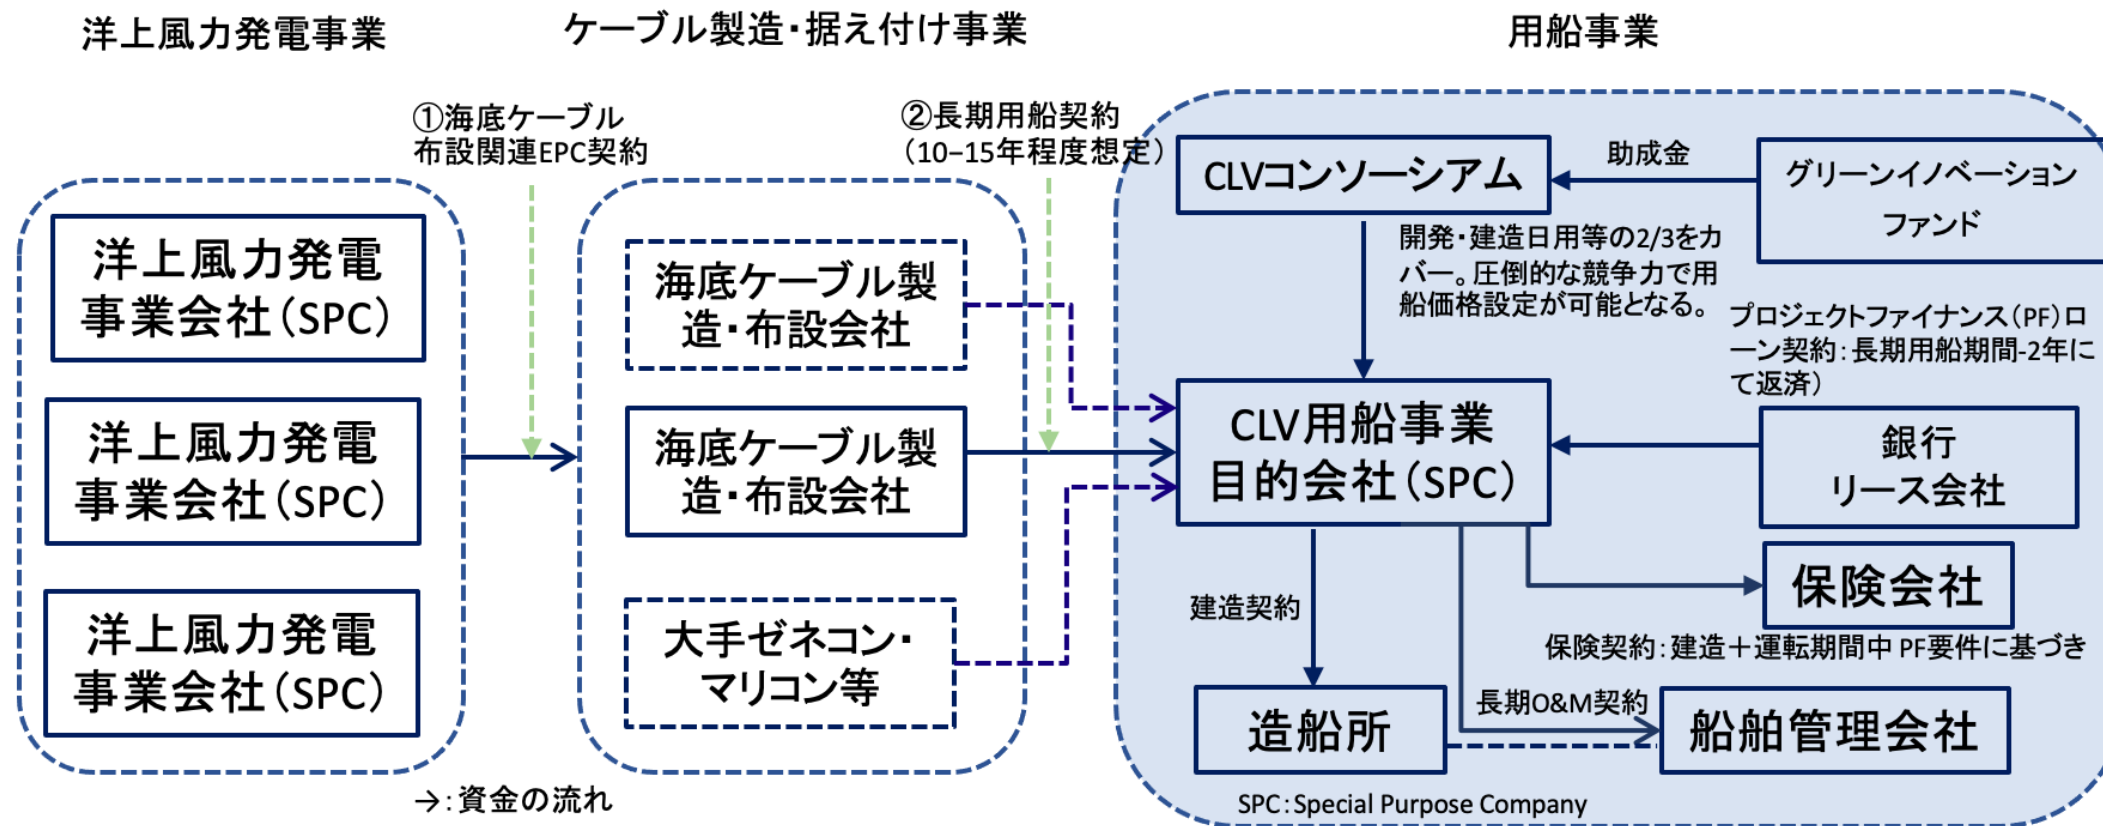 洋上風力発電事業
ケーブル製造・据え付け事業
用船事業
①海底ケーブル
布設関連EPC契約
②長期用船契約
(10−15年程度想定)
洋上風力発電
事業会社(SPC)
洋上風力発電
事業会社(SPC)
洋上風力発電
事業会社(SPC)
海底ケーブル製
造・布設会社
海底ケーブル製
造・布設会社
大手ゼネコン・
マリコン等
CLVコンソーシアム
助成金
グリーンイノベーション
ファンド
開発・建造日用等の2/3をカ
バー。圧倒的な競争力で用
船価格設定が可能となる。
プロジェクトファイナンス(PF)ロ
ーン契約:長期用船期間-2年に
て返済)
CLV用船事業
目的会社(SPC)
銀行
リース会社
保険会社
建造契約
保険契約:建造+運転期間中 PF要件に基づき
長期O&M契約
造船所
船舶管理会社
→:資金の流れ
SPC:Special Purpose Company